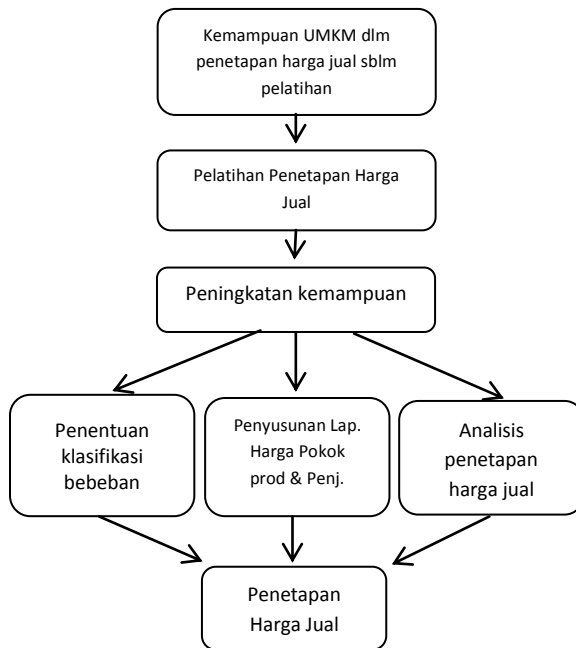 Kemampuan UMKM dlm
penetapan harga jual sblm
pelatihan
Pelatihan Penetapan Harga
Jual
Peningkatan kemampuan
Penentuan
klasifikasi
bebeban
Penyusunan Lap.
Harga Pokok
prod & Penj.
Analisis
penetapan
harga jual
Penetapan
Harga Jual